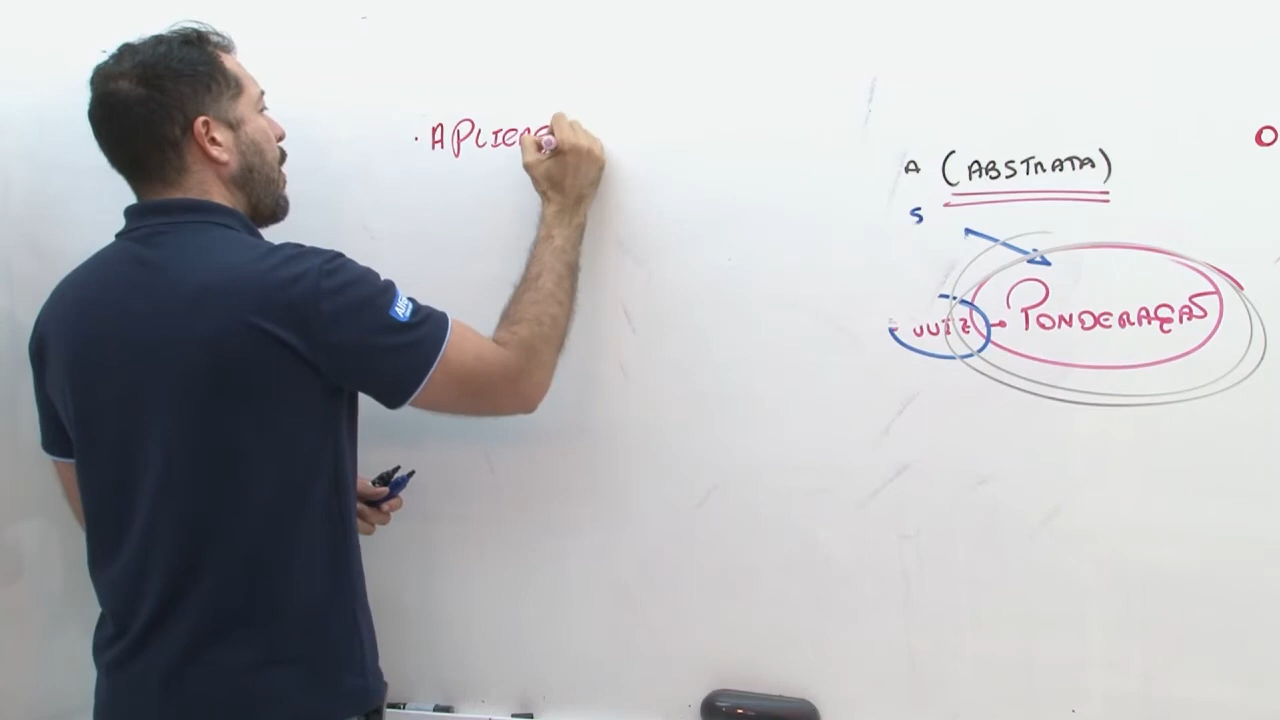 · APLICA
O
A (ABSTRATA)
S
JUIZ → PONDERAÇÃO